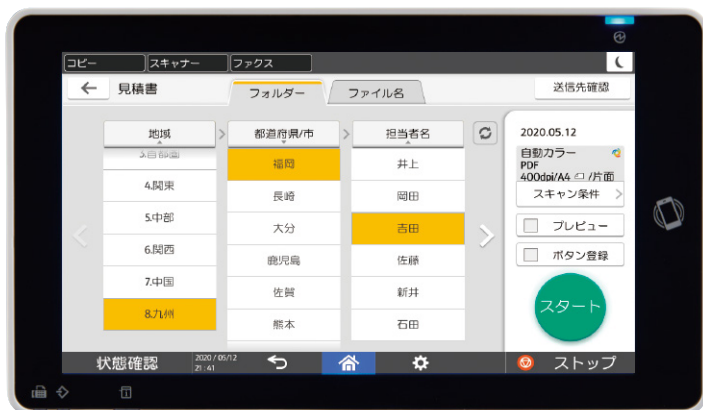 コピー
スキャナー
ファクス
見積書
フォルダー
ファイル名
送信先確認
地域
都道府県/市
担当者名
2020.05.12
自動カラー
PDF
400dpi/A4 /片面
スキャン条件
プレビュー
ボタン登録
スタート
4.関東
5.中部
6.関西
7.中国
8.九州
福岡
長崎
大分
鹿児島
佐賀
熊本
井上
岡田
吉田
佐藤
新井
石田
状態確認
2020 / 05/12
21 : 41
ストップ